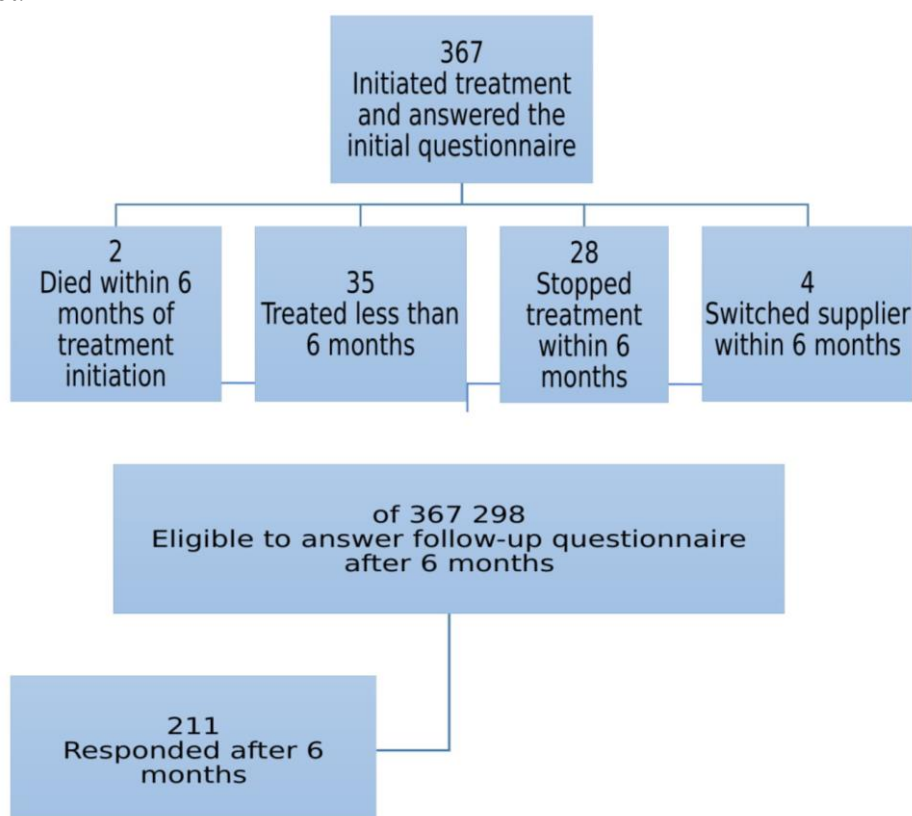 367
Initiated treatment
and answered the
initial questionnaire
2
Died within 6
months of
treatment
initiation
35
Treated less than
6 months
28
Stopped
treatment
within 6
months
4
Switched supplier
within 6 months
of 367 298
Eligible to answer follow-up questionnaire
after 6 months
211
Responded after 6
months